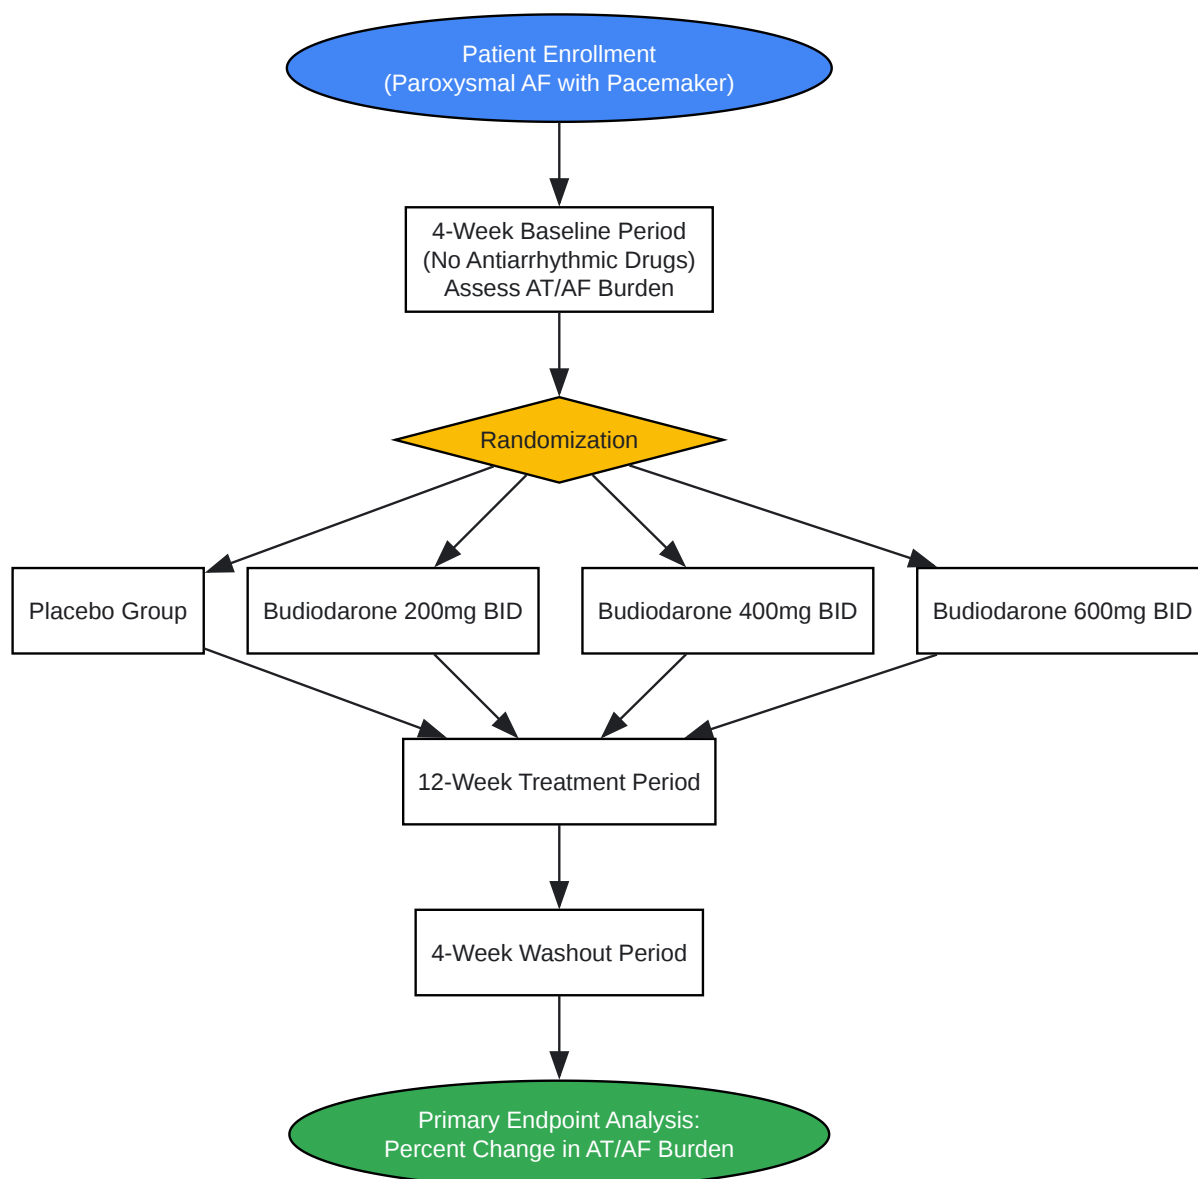 Patient Enrollment
(Paroxysmal AF with Pacemaker)
4-Week Baseline Period
(No Antiarrhythmic Drugs)
Assess AT/AF Burden
Randomization
Placebo Group
Budiodarone 200mg BID
Budiodarone 400mg BID
Budiodarone 600mg BID
12-Week Treatment Period
4-Week Washout Period
Primary Endpoint Analysis:
Percent Change in AT/AF Burden